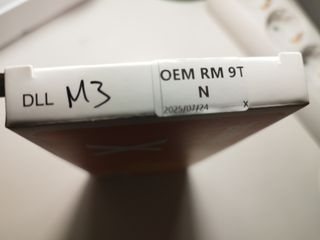 DLL M3
OEM RM 9T
N
2025/07/24 x